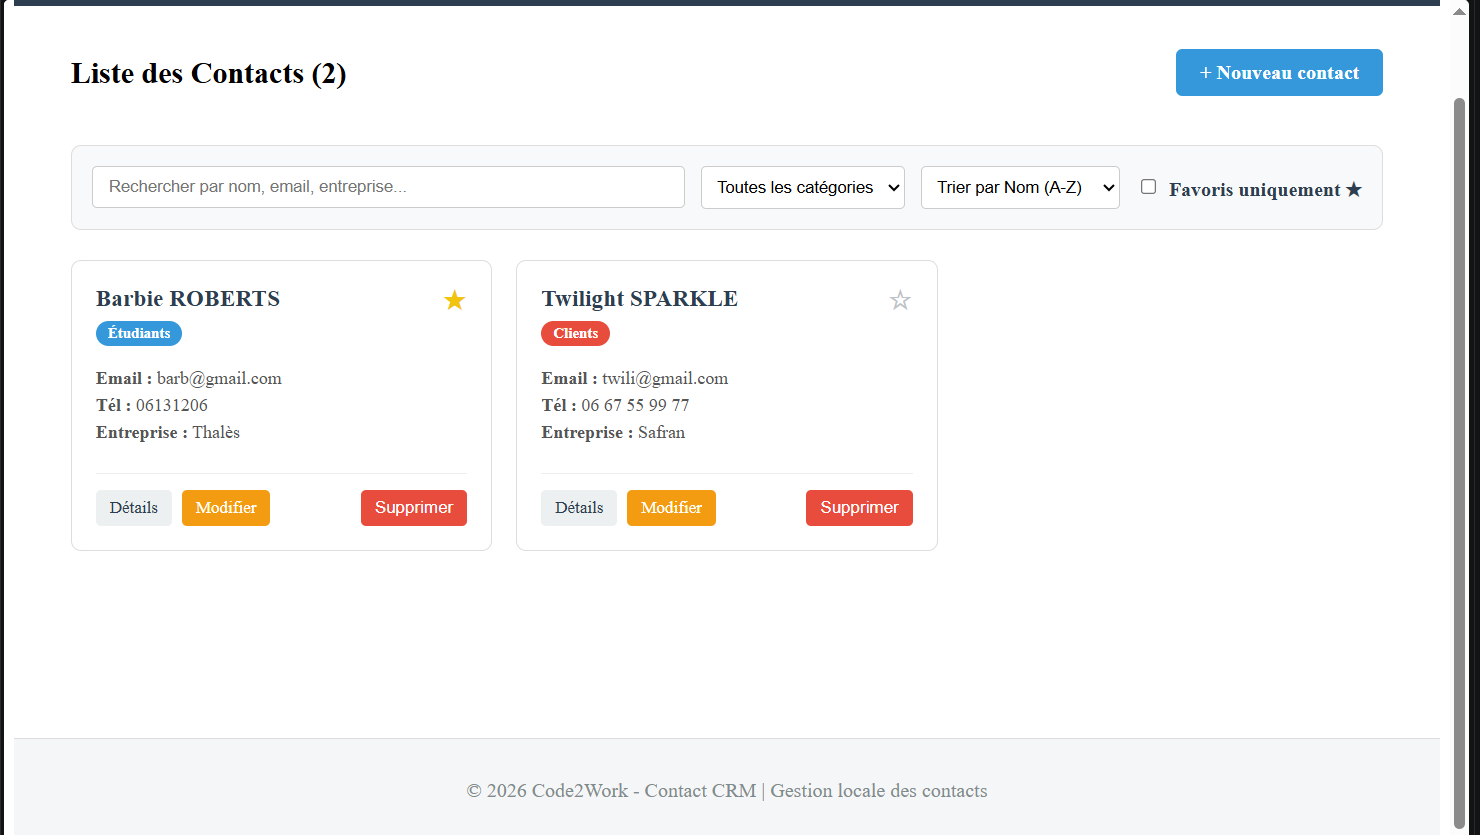 Liste des Contacts (2)
+ Nouveau contact
Rechercher par nom, email, entreprise...
Toutes les catégories
Trier par Nom (A-Z)
Favoris uniquement ★
Barbie ROBERTS ★
Étudiants
Email : barb@gmail.com
Tél : 06131206
Entreprise : Thalès
Détails
Modifier
Supprimer
Twilight SPARKLE ☆
Clients
Email : twili@gmail.com
Tél : 06 67 55 99 77
Entreprise : Safran
Détails
Modifier
Supprimer
© 2026 Code2Work - Contact CRM | Gestion locale des contacts